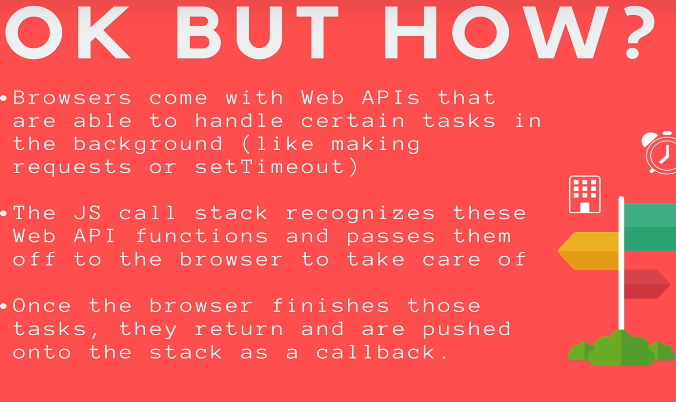 OK BUT HOW?
•Browsers come with Web APIs that
are able to handle certain tasks in
the background (like making
requests or setTimeout)
•The JS call stack recognizes these
Web API functions and passes them
off to the browser to take care of
•Once the browser finishes those
tasks, they return and are pushed
onto the stack as a callback.